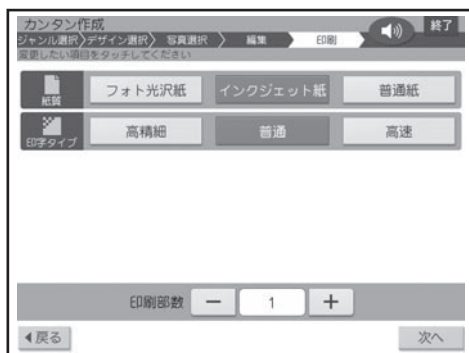 カンタン作成
終了
ジャンル選択〉デザイン選択〉 写真選択 〉 編集 印刷
変更したい項目をタッチしてください
紙質 フォト光沢紙 インクジェット紙 普通紙
印字タイプ 高精細 普通 高速
印刷部数 − 1 +
戻る 次へ